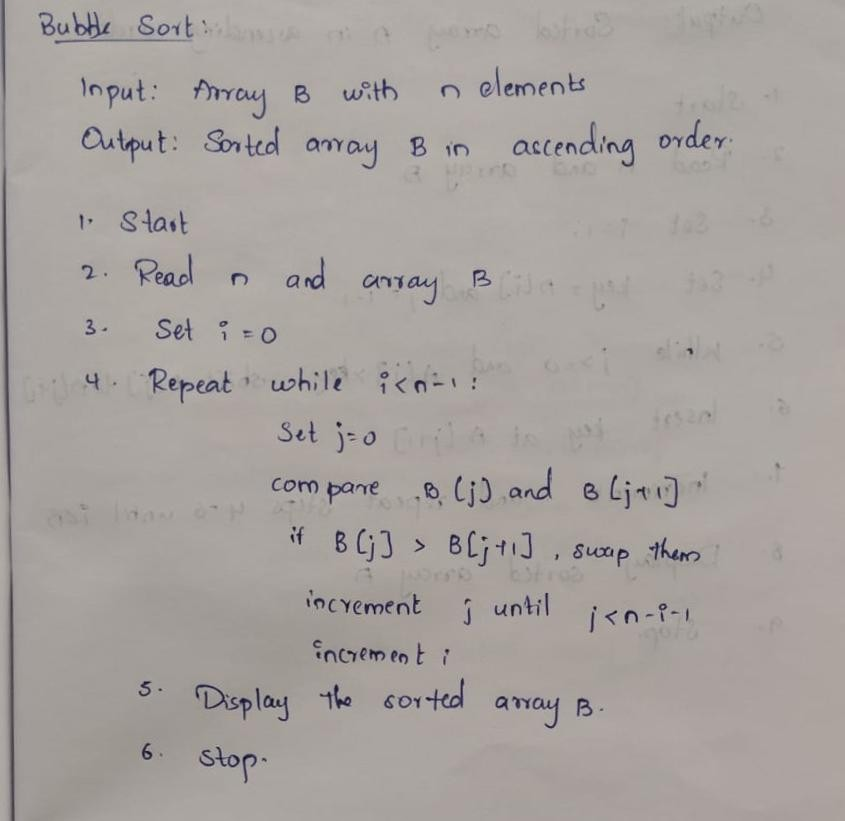 Bubble Sort:
Input: Array B with n elements
Output: Sorted array B in ascending order.
1. Start
2. Read n and array B
3. Set i = 0
4. Repeat while i<n-1:
Set j=0
compare B[j] and B[j+1]
if B[j] > B[j+1], swap them
increment j until j<n-i-1
increment i
5. Display the sorted array B.
6. Stop.